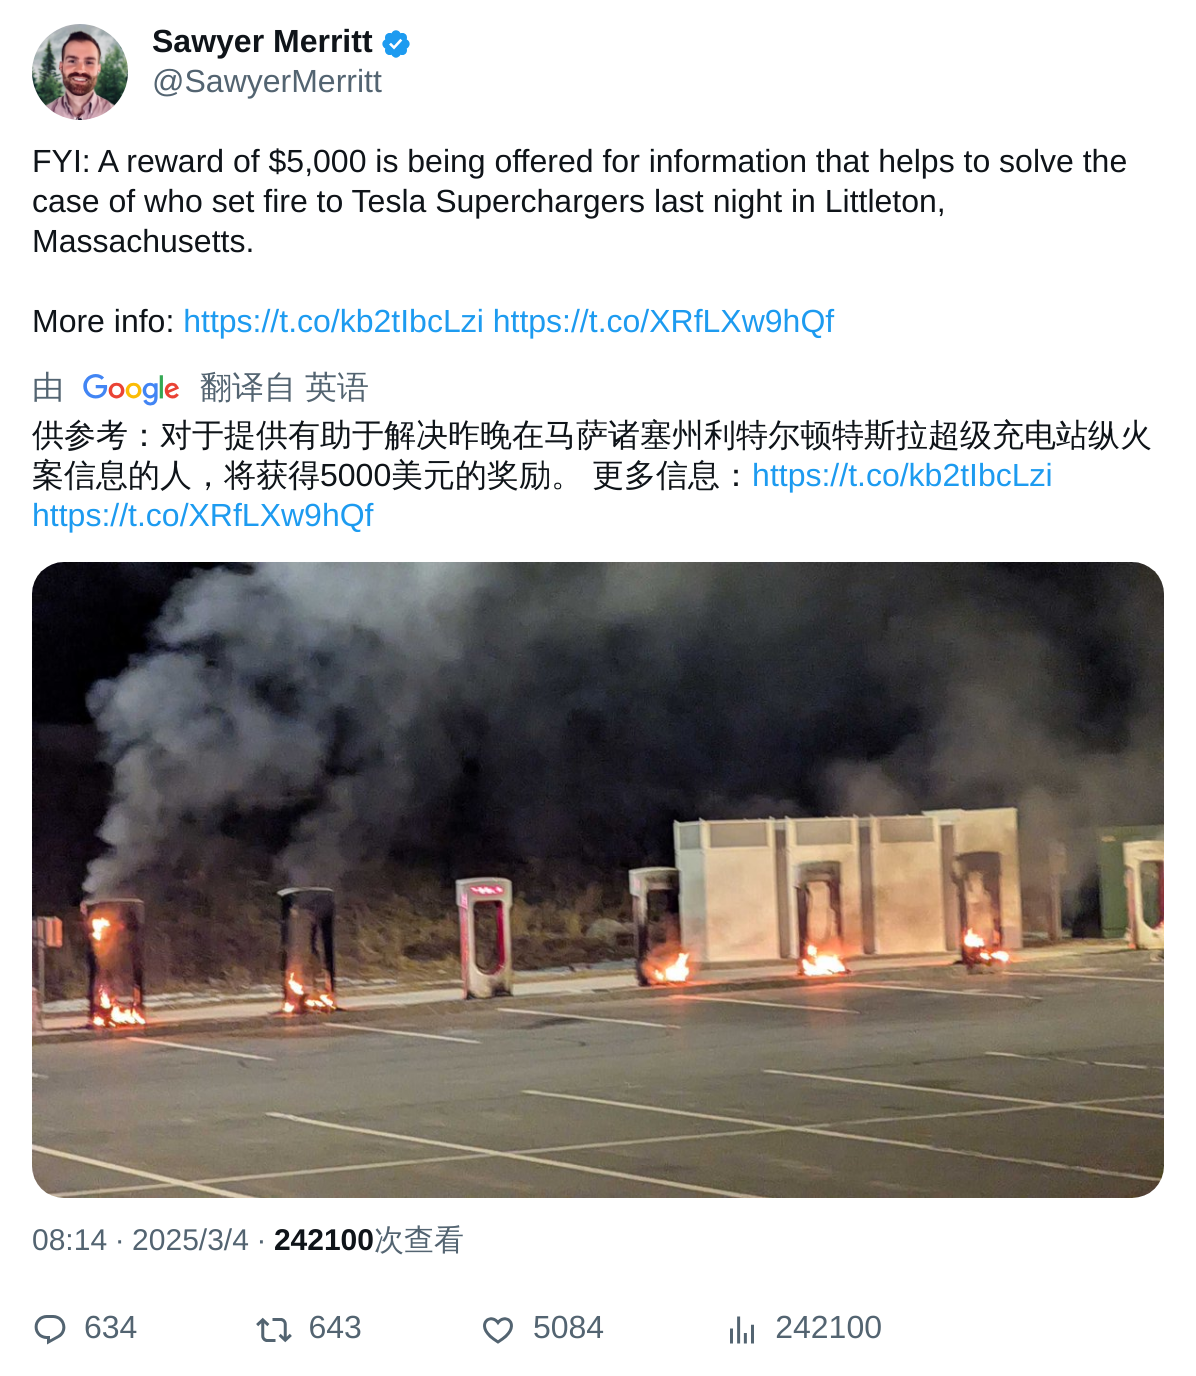 Sawyer Merritt
@SawyerMerritt
FYI: A reward of $5,000 is being offered for information that helps to solve the
case of who set fire to Tesla Superchargers last night in Littleton,
Massachusetts.
More info: https://t.co/kb2tIbcLzi https://t.co/XRfLXw9hQf
由 Google 翻译自 英语
供参考：对于提供有助于解决昨晚在马萨诸塞州利特尔顿特斯拉超级充电站纵火
案信息的人，将获得5000美元的奖励。 更多信息：https://t.co/kb2tIbcLzi
https://t.co/XRfLXw9hQf
08:14 · 2025/3/4 · 242100次查看
634 643 5084 242100